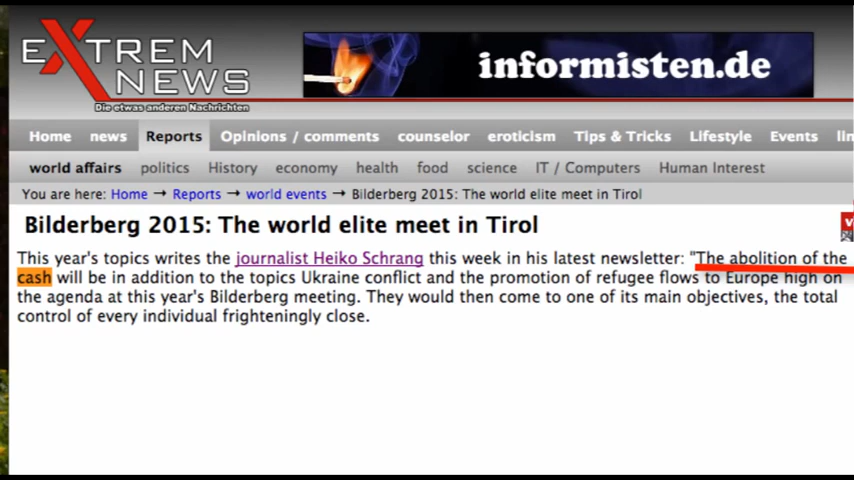 EXTREM
NEWS
Die etwas anderen Nachrichten
informisten.de
Home news Reports Opinions / comments counselor eroticism Tips & Tricks Lifestyle Events
world affairs politics History economy health food science IT / Computers Human Interest
You are here: Home → Reports → world events → Bilderberg 2015: The world elite meet in Tirol
Bilderberg 2015: The world elite meet in Tirol
This year's topics writes the journalist Heiko Schrang this week in his latest newsletter: "The abolition of the
cash will be in addition to the topics Ukraine conflict and the promotion of refugee flows to Europe high on
the agenda at this year's Bilderberg meeting. They would then come to one of its main objectives, the total
control of every individual frighteningly close.